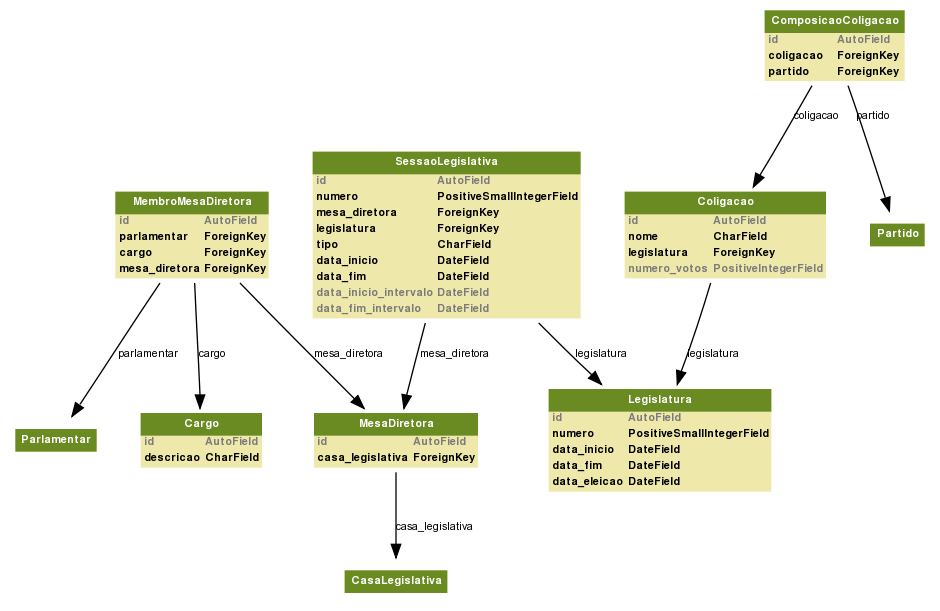 ComposicaoColigacao
id AutoField
coligacao ForeignKey
partido ForeignKey
coligacao
partido
SessaoLegislativa
id AutoField
numero PositiveSmallIntegerField
mesa_diretora ForeignKey
legislatura ForeignKey
tipo CharField
data_inicio DateField
data_fim DateField
data_inicio_intervalo DateField
data_fim_intervalo DateField
MembroMesaDiretora
id AutoField
parlamentar ForeignKey
cargo ForeignKey
mesa_diretora ForeignKey
Coligacao
id AutoField
nome CharField
legislatura ForeignKey
numero_votos PositiveIntegerField
Partido
parlamentar
cargo
mesa_diretora
mesa_diretora
legislatura
legislatura
Parlamentar
Cargo
id AutoField
descricao CharField
MesaDiretora
id AutoField
casa_legislativa ForeignKey
Legislatura
id AutoField
numero PositiveSmallIntegerField
data_inicio DateField
data_fim DateField
data_eleicao DateField
casa_legislativa
CasaLegislativa